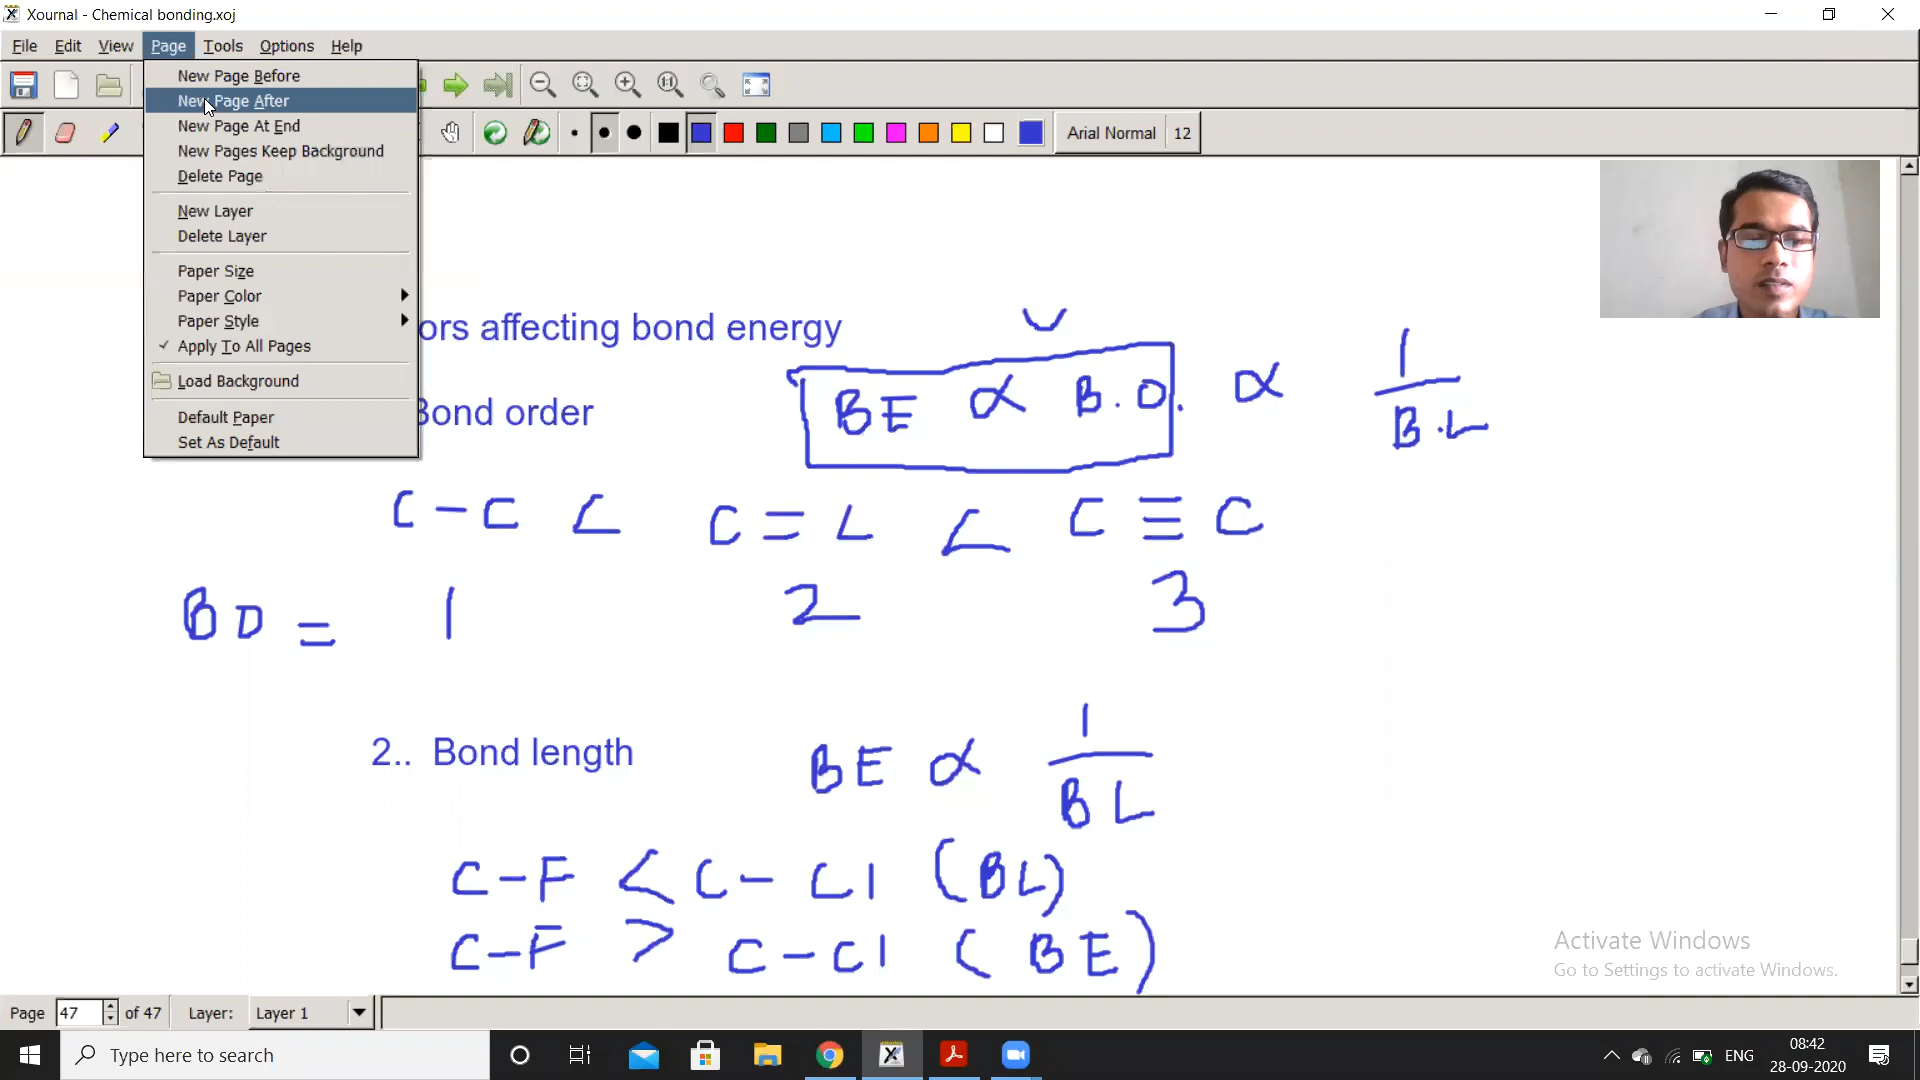 Xournal - Chemical bonding.xoj
File Edit View Page Tools Options Help
New Page Before
New Page After
New Page At End
New Pages Keep Background
Delete Page
New Layer
Delete Layer
Paper Size
Paper Color
Paper Style
Apply To All Pages
Load Background
Default Paper
Set As Default
Arial Normal 12
ors affecting bond energy
Bond order
BE ∝ B.O. ∝ 1/B.L
C-C < C=C < C≡C
BO = 1 2 3
2.. Bond length
BE ∝ 1/BL
C-F < C-Cl (BL)
C-F > C-Cl (BE)
Activate Windows
Go to Settings to activate Windows.
Page 47 of 47 Layer: Layer 1
Type here to search
ENG
08:42
28-09-2020